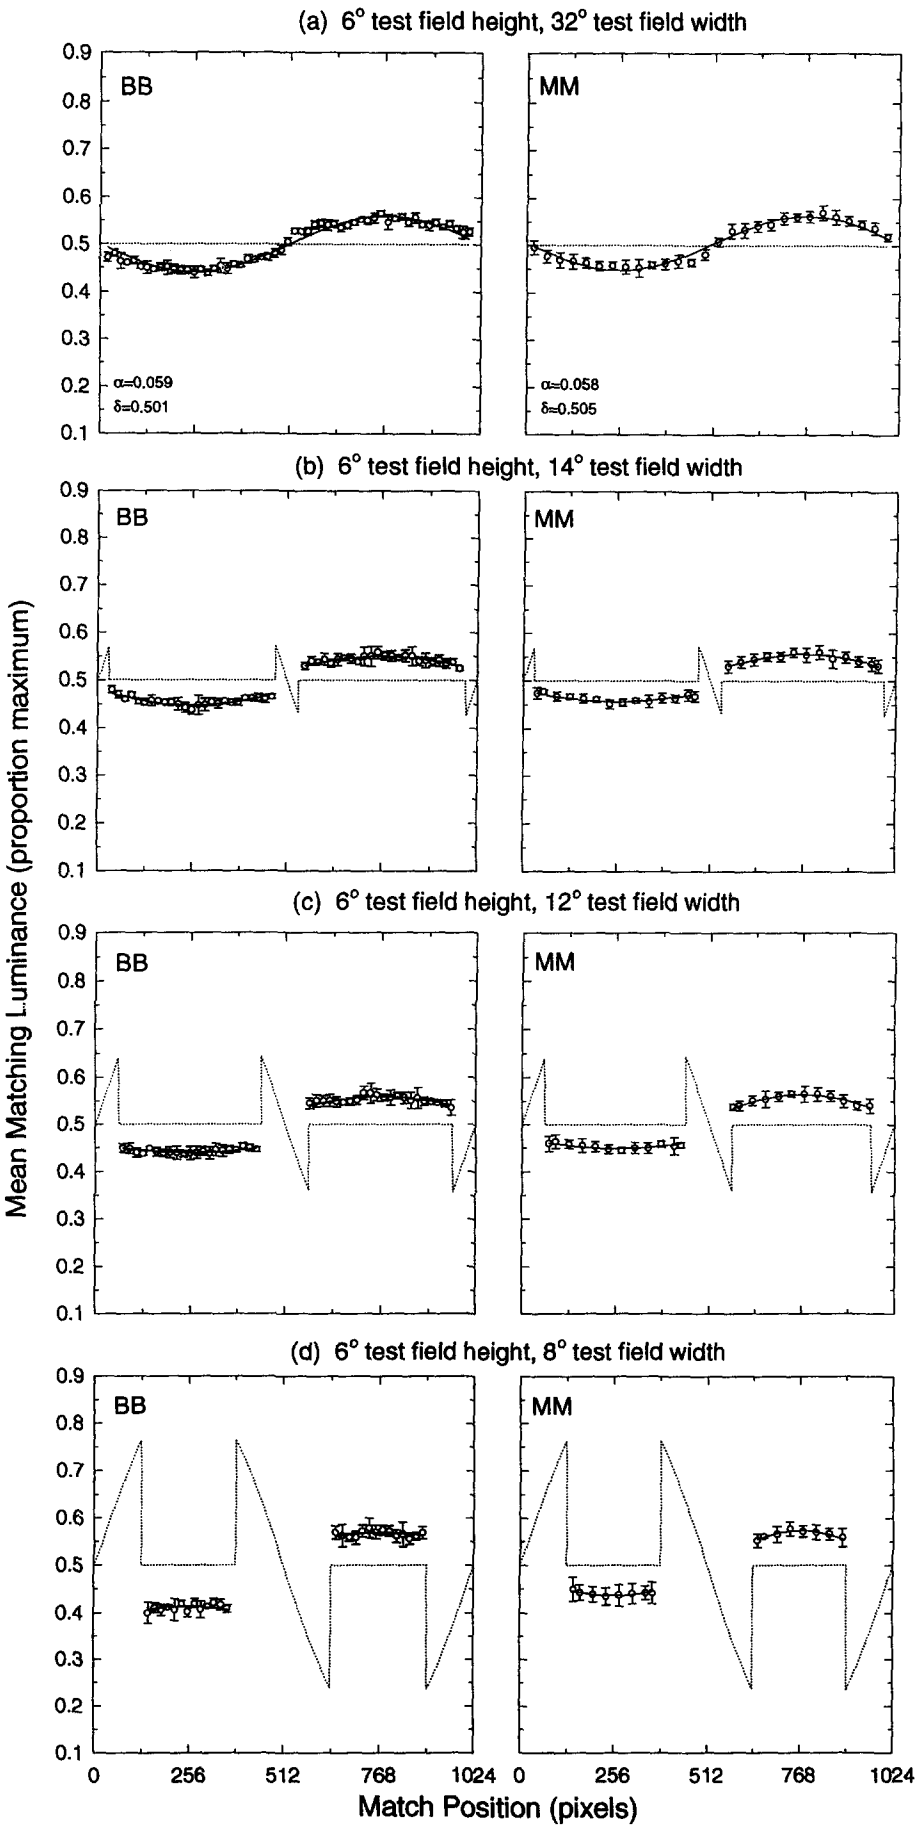 (a) 6° test field height, 32° test field width
BB
MM
0.9
0.8
0.7
0.6
0.5
0.4
0.3
0.2
0.1
α=0.059
δ=0.501
α=0.058
δ=0.505
(b) 6° test field height, 14° test field width
BB
MM
0.9
0.8
0.7
0.6
0.5
0.4
0.3
0.2
0.1
Mean Matching Luminance (proportion maximum)
(c) 6° test field height, 12° test field width
BB
MM
0.9
0.8
0.7
0.6
0.5
0.4
0.3
0.2
0.1
(d) 6° test field height, 8° test field width
BB
MM
0.9
0.8
0.7
0.6
0.5
0.4
0.3
0.2
0.1
0 256 512 768 1024
0 256 512 768 1024
Match Position (pixels)